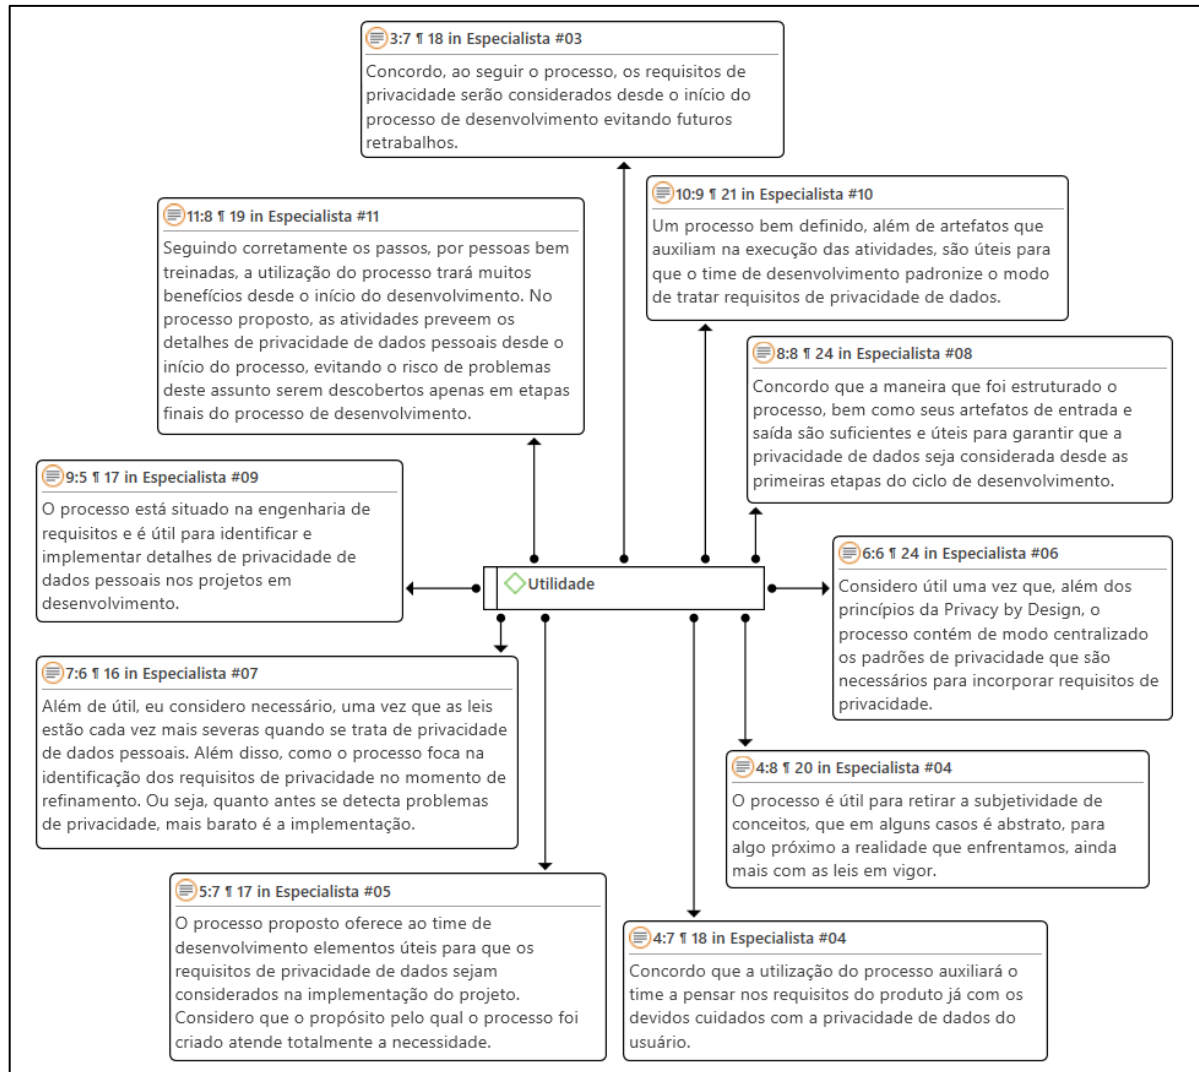 3:7 ¶ 18 in Especialista #03
Concordo, ao seguir o processo, os requisitos de
privacidade serão considerados desde o início do
processo de desenvolvimento evitando futuros
retrabalhos.
10:9 ¶ 21 in Especialista #10
Um processo bem definido, além de artefatos que
auxiliam na execução das atividades, são úteis para
que o time de desenvolvimento padronize o modo
de tratar requisitos de privacidade de dados.
11:8 ¶ 19 in Especialista #11
Seguindo corretamente os passos, por pessoas bem
treinadas, a utilização do processo trará muitos
benefícios desde o início do desenvolvimento. No
processo proposto, as atividades preveem os
detalhes de privacidade de dados pessoais desde o
início do processo, evitando o risco de problemas
deste assunto serem descobertos apenas em etapas
finais do processo de desenvolvimento.
8:8 ¶ 24 in Especialista #08
Concordo que a maneira que foi estruturado o
processo, bem como seus artefatos de entrada e
saída são suficientes e úteis para garantir que a
privacidade de dados seja considerada desde as
primeiras etapas do ciclo de desenvolvimento.
9:5 ¶ 17 in Especialista #09
O processo está situado na engenharia de
requisitos e é útil para identificar e
implementar detalhes de privacidade de
dados pessoais nos projetos em
desenvolvimento.
Utilidade
6:6 ¶ 24 in Especialista #06
Considero útil uma vez que, além dos
princípios da Privacy by Design, o
processo contém de modo centralizado
os padrões de privacidade que são
necessários para incorporar requisitos de
privacidade.
7:6 ¶ 16 in Especialista #07
Além de útil, eu considero necessário, uma vez que as leis
estão cada vez mais severas quando se trata de privacidade
de dados pessoais. Além disso, como o processo foca na
identificação dos requisitos de privacidade no momento de
refinamento. Ou seja, quanto antes se detecta problemas
de privacidade, mais barato é a implementação.
4:8 ¶ 20 in Especialista #04
O processo é útil para retirar a subjetividade de
conceitos, que em alguns casos é abstrato, para
algo próximo a realidade que enfrentamos, ainda
mais com as leis em vigor.
5:7 ¶ 17 in Especialista #05
O processo proposto oferece ao time de
desenvolvimento elementos úteis para que os
requisitos de privacidade de dados sejam
considerados na implementação do projeto.
Considero que o propósito pelo qual o processo foi
criado atende totalmente a necessidade.
4:7 ¶ 18 in Especialista #04
Concordo que a utilização do processo auxiliará o
time a pensar nos requisitos do produto já com os
devidos cuidados com a privacidade de dados do
usuário.